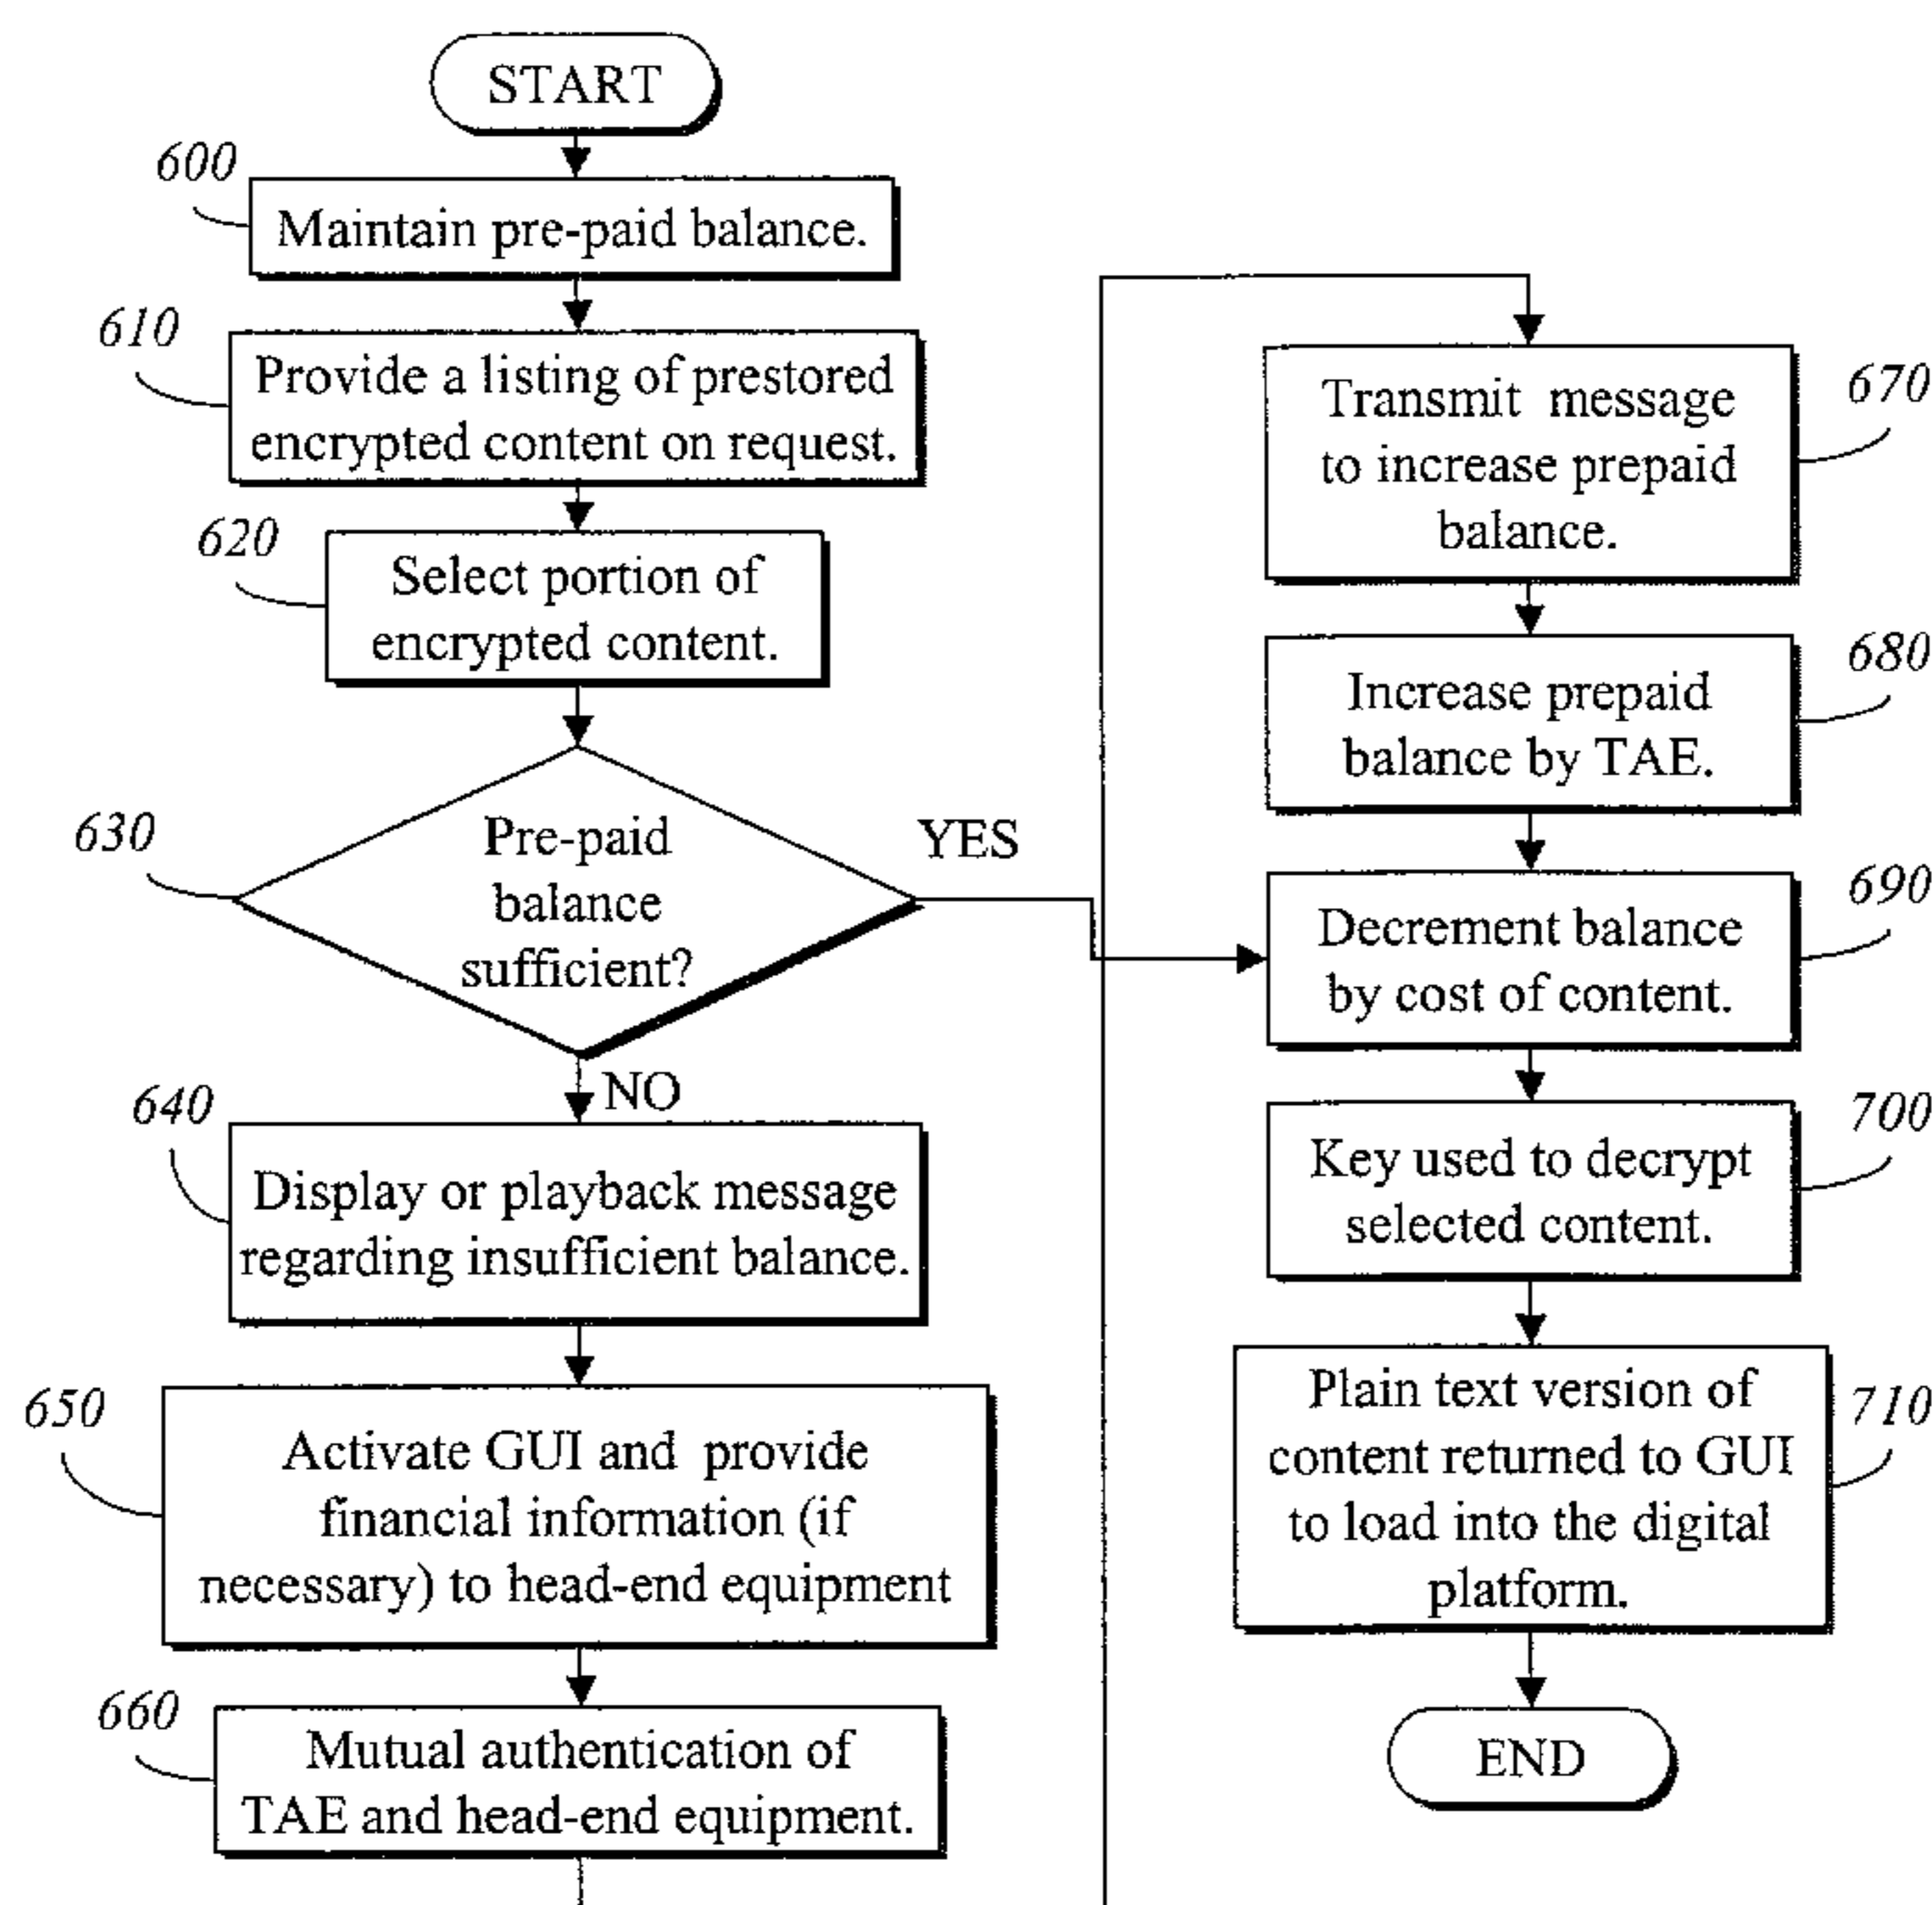 START
600
Maintain pre-paid balance.
610
Provide a listing of prestored
encrypted content on request.
620
Select portion of
encrypted content.
630
Pre-paid
balance
sufficient?
YES
NO
640
Display or playback message
regarding insufficient balance.
650
Activate GUI and provide
financial information (if
necessary) to head-end equipment
660
Mutual authentication of
TAE and head-end equipment.
670
Transmit message
to increase prepaid
balance.
680
Increase prepaid
balance by TAE.
690
Decrement balance
by cost of content.
700
Key used to decrypt
selected content.
710
Plain text version of
content returned to GUI
to load into the digital
platform.
END